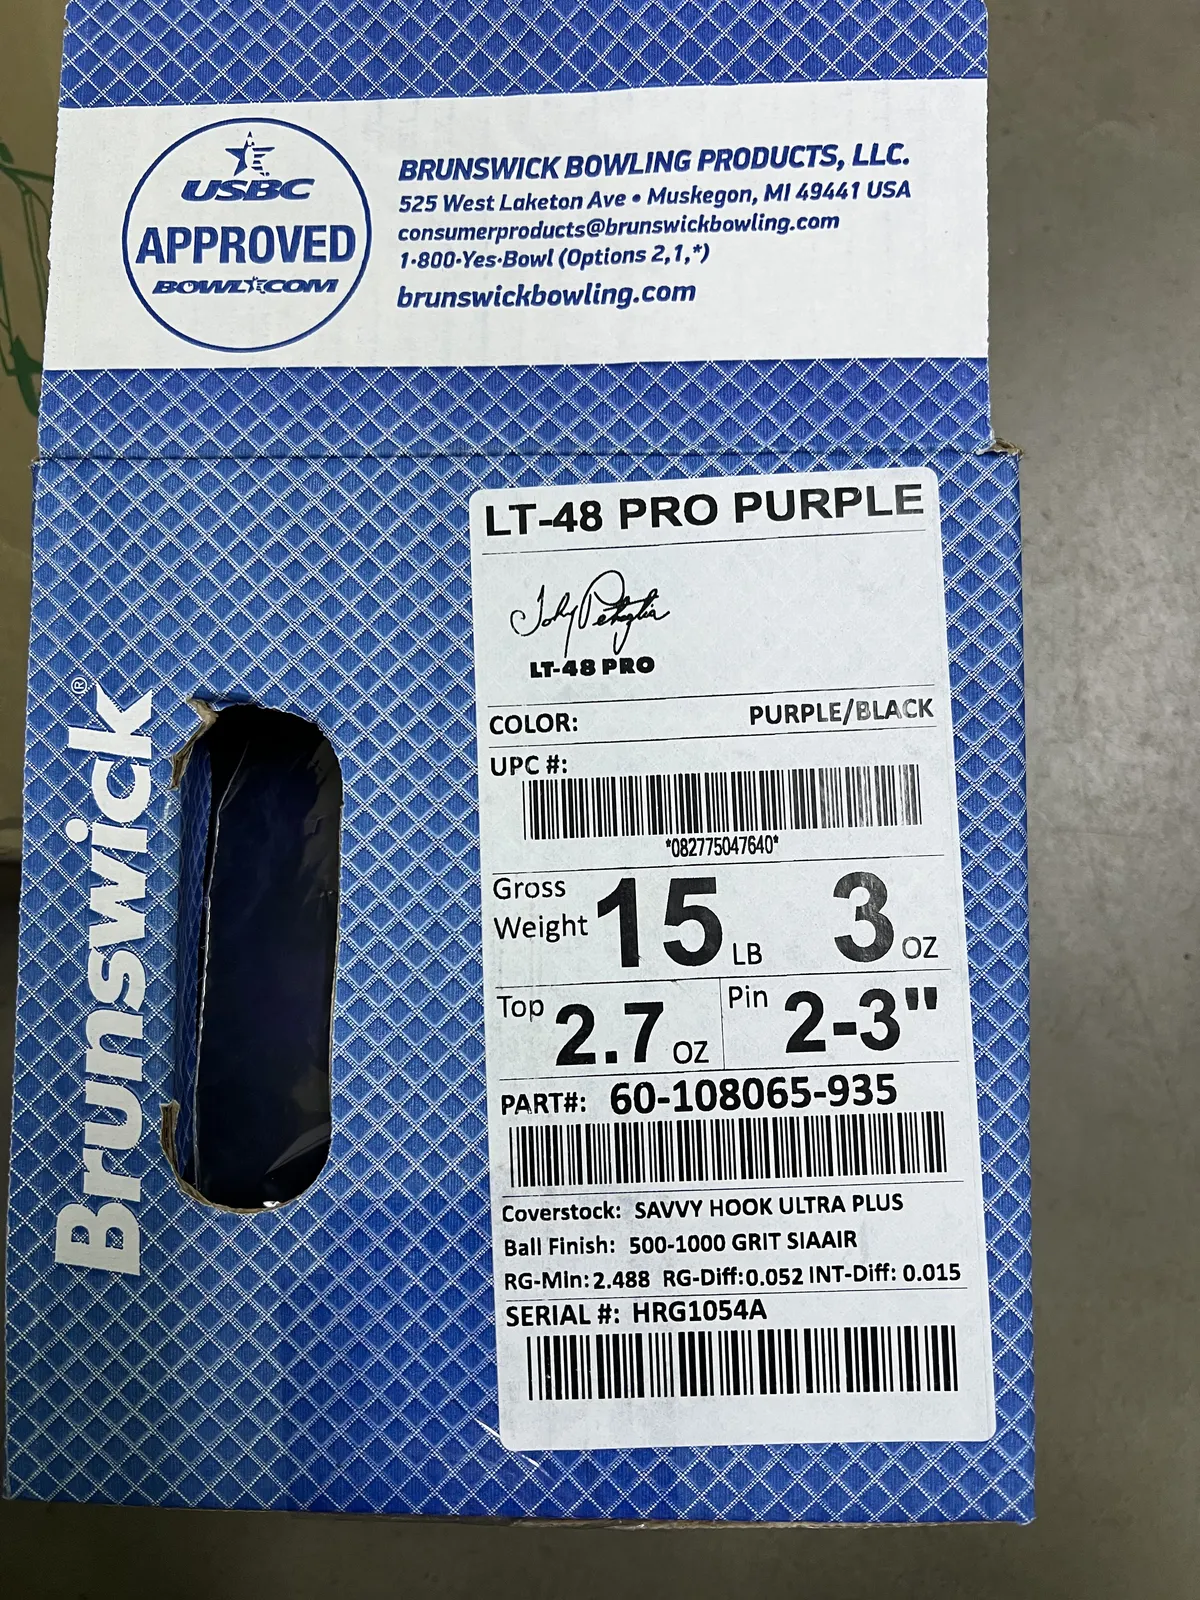 USBC
APPROVED
BOWL.COM
BRUNSWICK BOWLING PRODUCTS, LLC.
525 West Laketon Ave • Muskegon, MI 49441 USA
consumerproducts@brunswickbowling.com
1-800-Yes-Bowl (Options 2,1,*)
brunswickbowling.com
Brunswick®
LT-48 PRO PURPLE
LT-48 PRO
COLOR: PURPLE/BLACK
UPC #:
*082775047640*
Gross Weight 15 LB 3 OZ
Top 2.7 OZ Pin 2-3"
PART#: 60-108065-935
Coverstock: SAVVY HOOK ULTRA PLUS
Ball Finish: 500-1000 GRIT SIAAIR
RG-Min: 2.488 RG-Diff: 0.052 INT-Diff: 0.015
SERIAL #: HRG1054A